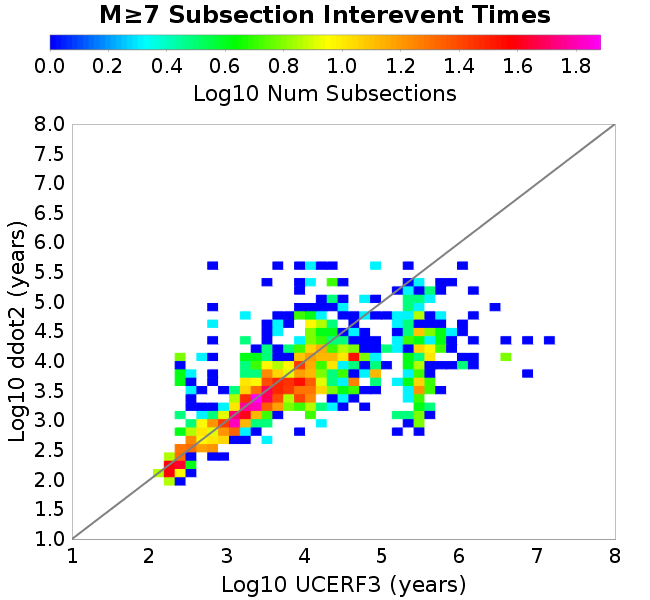 M≥7 Subsection Interevent Times
0.0 0.2 0.4 0.6 0.8 1.0 1.2 1.4 1.6 1.8
Log10 Num Subsections
8.0
7.5
7.0
6.5
6.0
5.5
5.0
4.5
4.0
3.5
3.0
2.5
2.0
1.5
1.0
Log10 ddot2 (years)
1 2 3 4 5 6 7 8
Log10 UCERF3 (years)